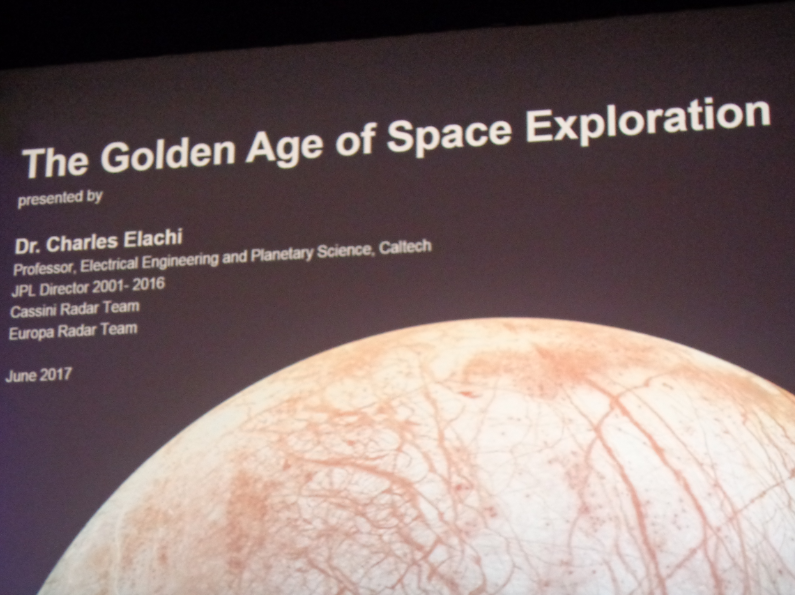 The Golden Age of Space Exploration
presented by
Dr. Charles Elachi
Professor, Electrical Engineering and Planetary Science, Caltech
JPL Director 2001- 2016
Cassini Radar Team
Europa Radar Team
June 2017